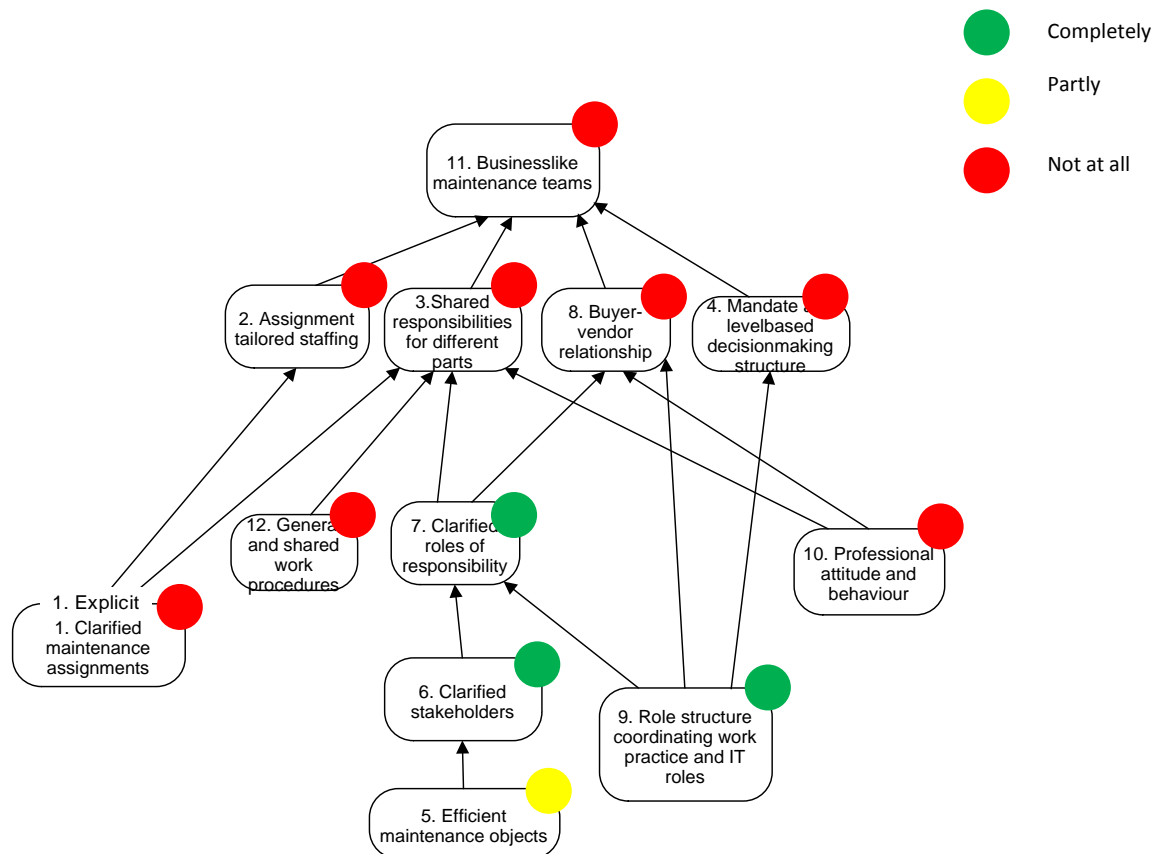 Completely
Partly
Not at all
11. Businesslike
maintenance teams
2. Assignment
tailored staffing
3.Shared
responsibilities
for different
parts
8. Buyer-
vendor
relationship
4. Mandate a
levelbased
decisionmaking
structure
12. Genera
and shared
work
procedures
7. Clarified
roles of
responsibility
10. Professional
attitude and
behaviour
1. Explicit
1. Clarified
maintenance
assignments
6. Clarified
stakeholders
9. Role structure
coordinating work
practice and IT
roles
5. Efficient
maintenance objects